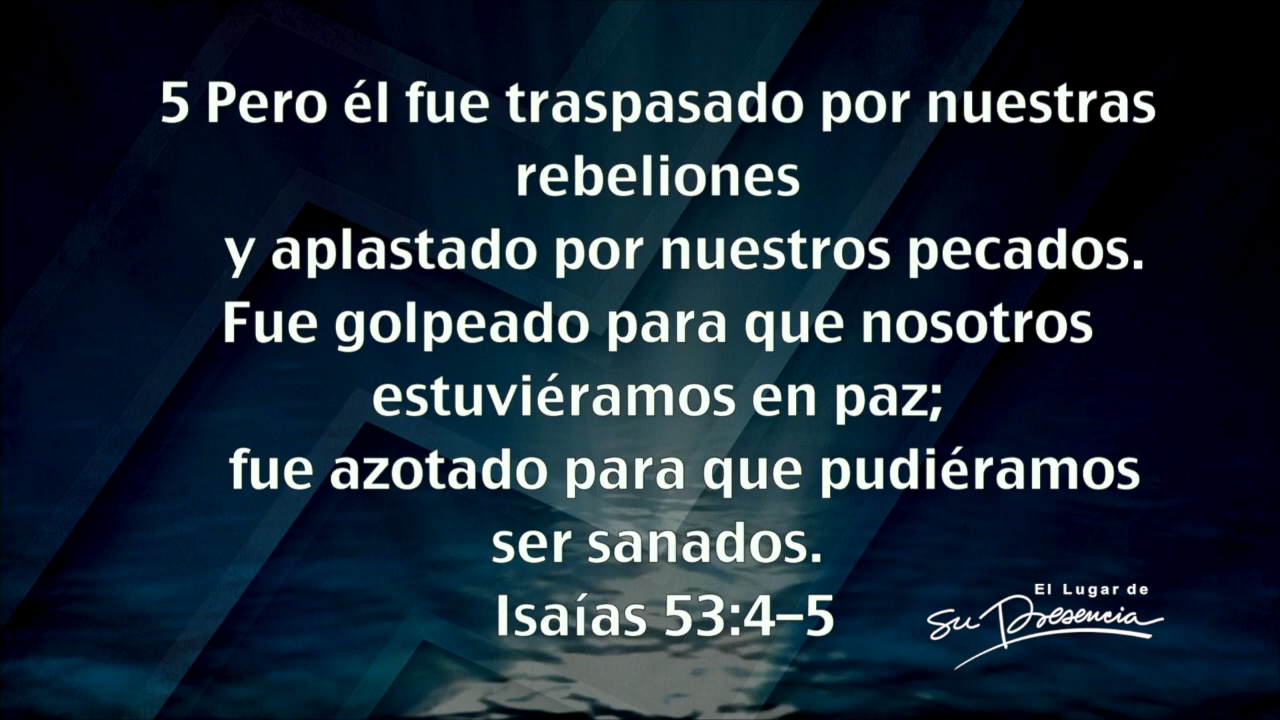 5 Pero él fue traspasado por nuestras
rebeliones
y aplastado por nuestros pecados.
Fue golpeado para que nosotros
estuviéramos en paz;
fue azotado para que pudiéramos
ser sanados.
Isaías 53:4–5
El Lugar de
Su Presencia